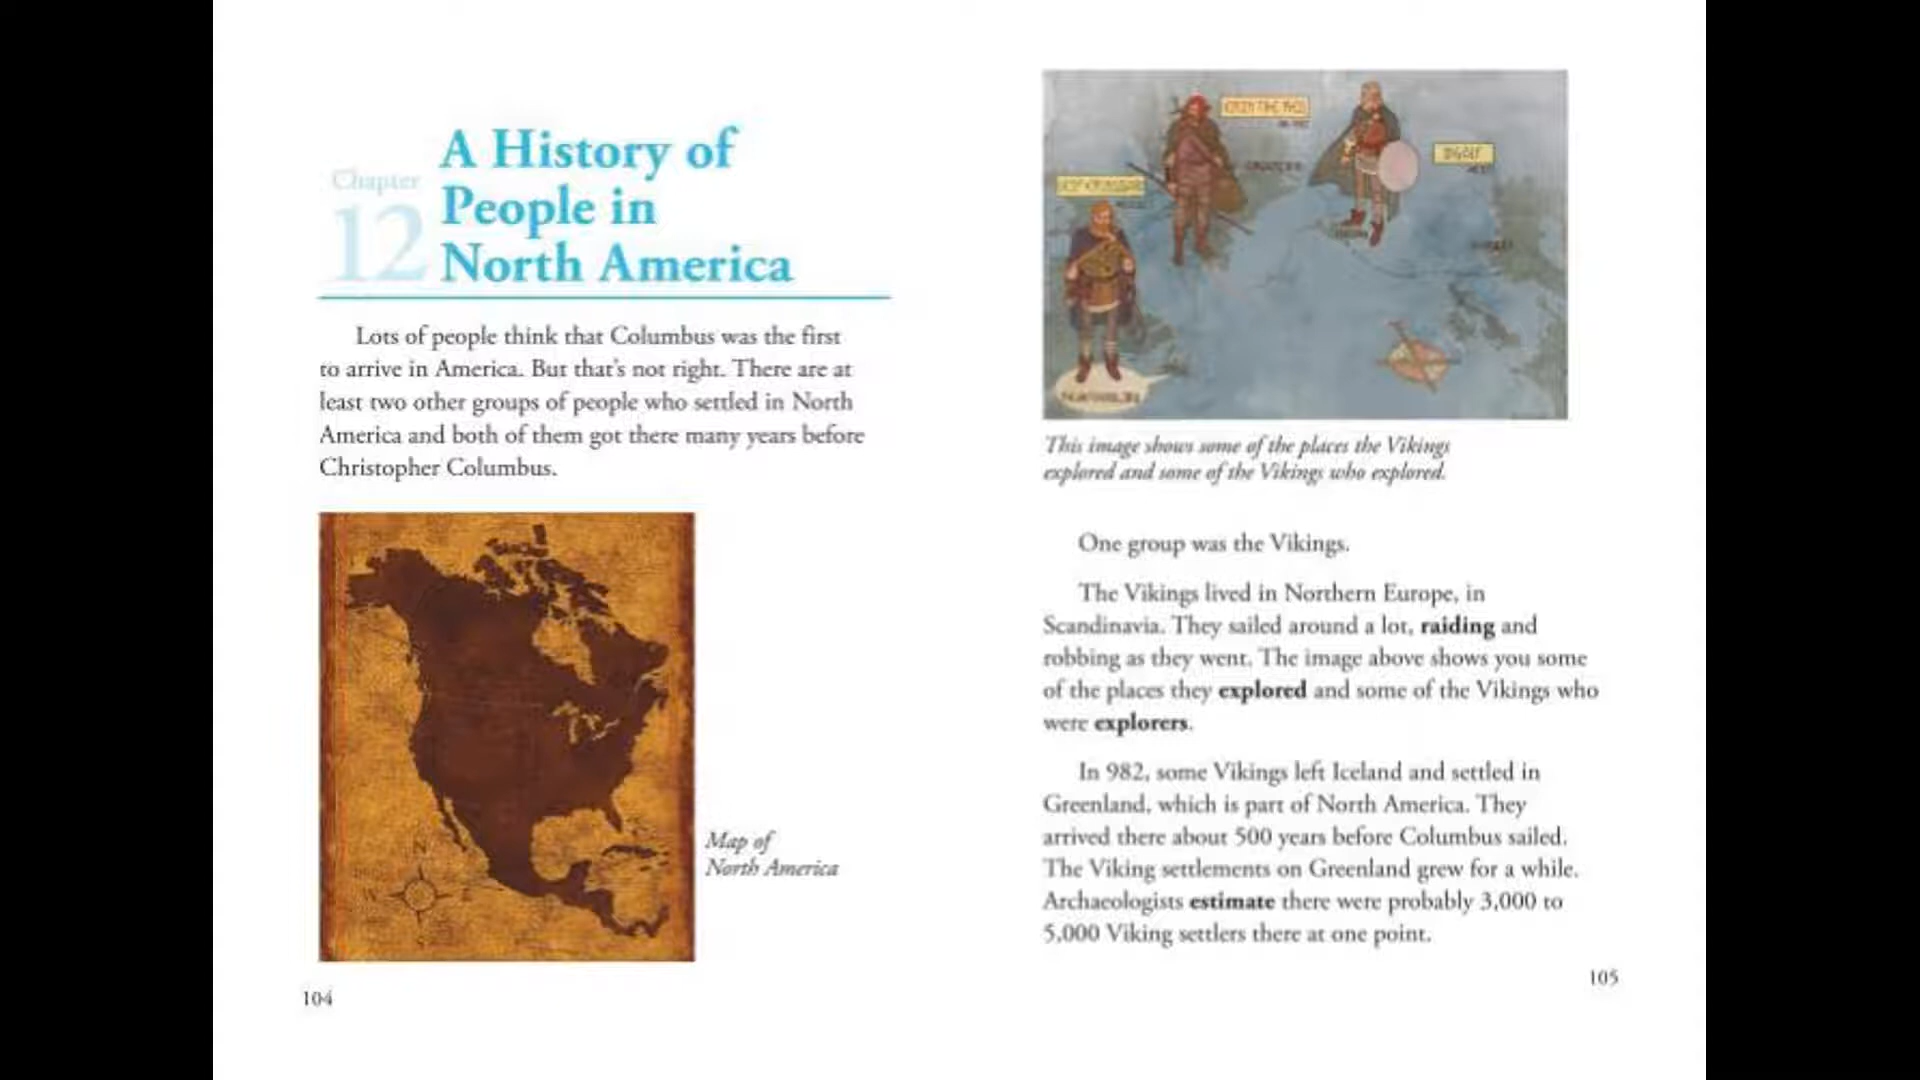 Chapter
12
A History of
People in
North America
Lots of people think that Columbus was the first
to arrive in America. But that's not right. There are at
least two other groups of people who settled in North
America and both of them got there many years before
Christopher Columbus.
N
W
E
S
Map of
North America
104
This image shows some of the places the Vikings
explored and some of the Vikings who explored.
One group was the Vikings.
The Vikings lived in Northern Europe, in
Scandinavia. They sailed around a lot, raiding and
robbing as they went. The image above shows you some
of the places they explored and some of the Vikings who
were explorers.
In 982, some Vikings left Iceland and settled in
Greenland, which is part of North America. They
arrived there about 500 years before Columbus sailed.
The Viking settlements on Greenland grew for a while.
Archaeologists estimate there were probably 3,000 to
5,000 Viking settlers there at one point.
105